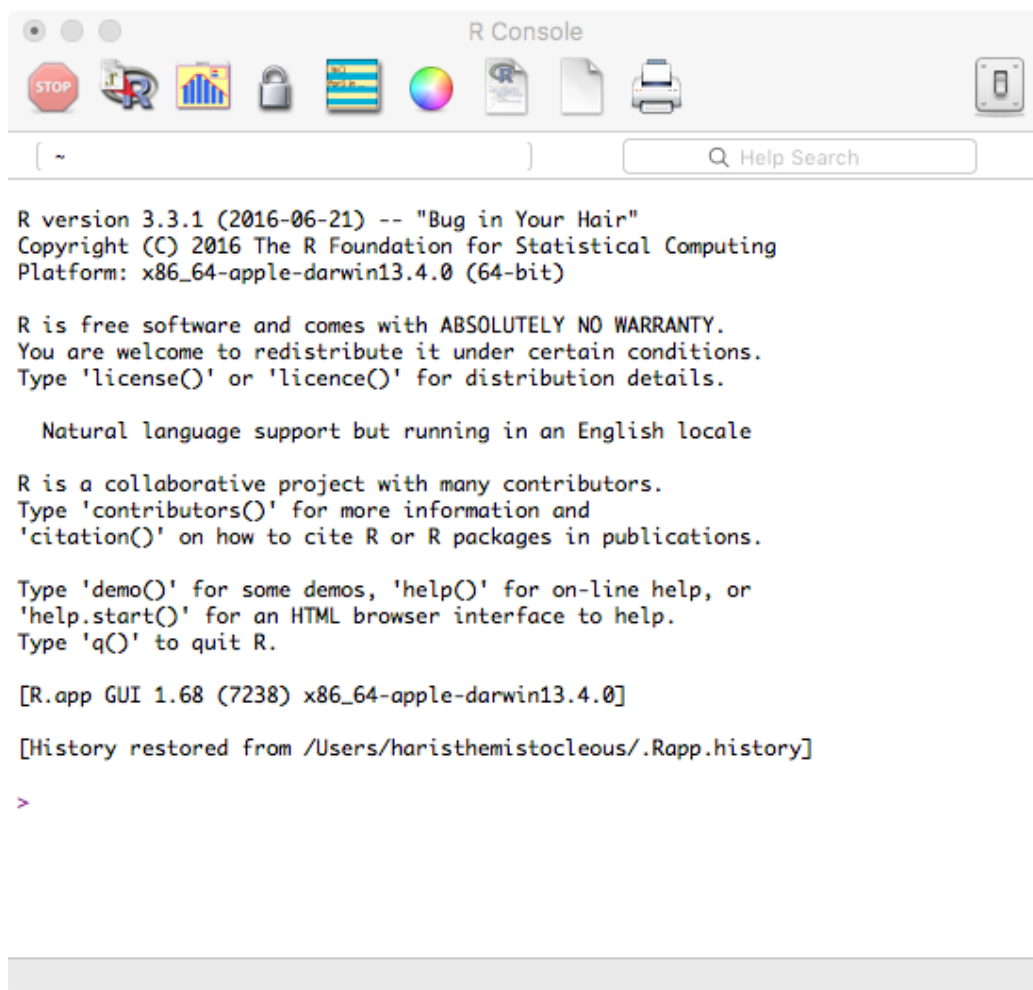 R Console
STOP
~
Help Search
R version 3.3.1 (2016-06-21) -- "Bug in Your Hair"
Copyright (C) 2016 The R Foundation for Statistical Computing
Platform: x86_64-apple-darwin13.4.0 (64-bit)
R is free software and comes with ABSOLUTELY NO WARRANTY.
You are welcome to redistribute it under certain conditions.
Type 'license()' or 'licence()' for distribution details.
Natural language support but running in an English locale
R is a collaborative project with many contributors.
Type 'contributors()' for more information and
'citation()' on how to cite R or R packages in publications.
Type 'demo()' for some demos, 'help()' for on-line help, or
'help.start()' for an HTML browser interface to help.
Type 'q()' to quit R.
[R.app GUI 1.68 (7238) x86_64-apple-darwin13.4.0]
[History restored from /Users/haristhemistocleous/.Rapp.history]
>